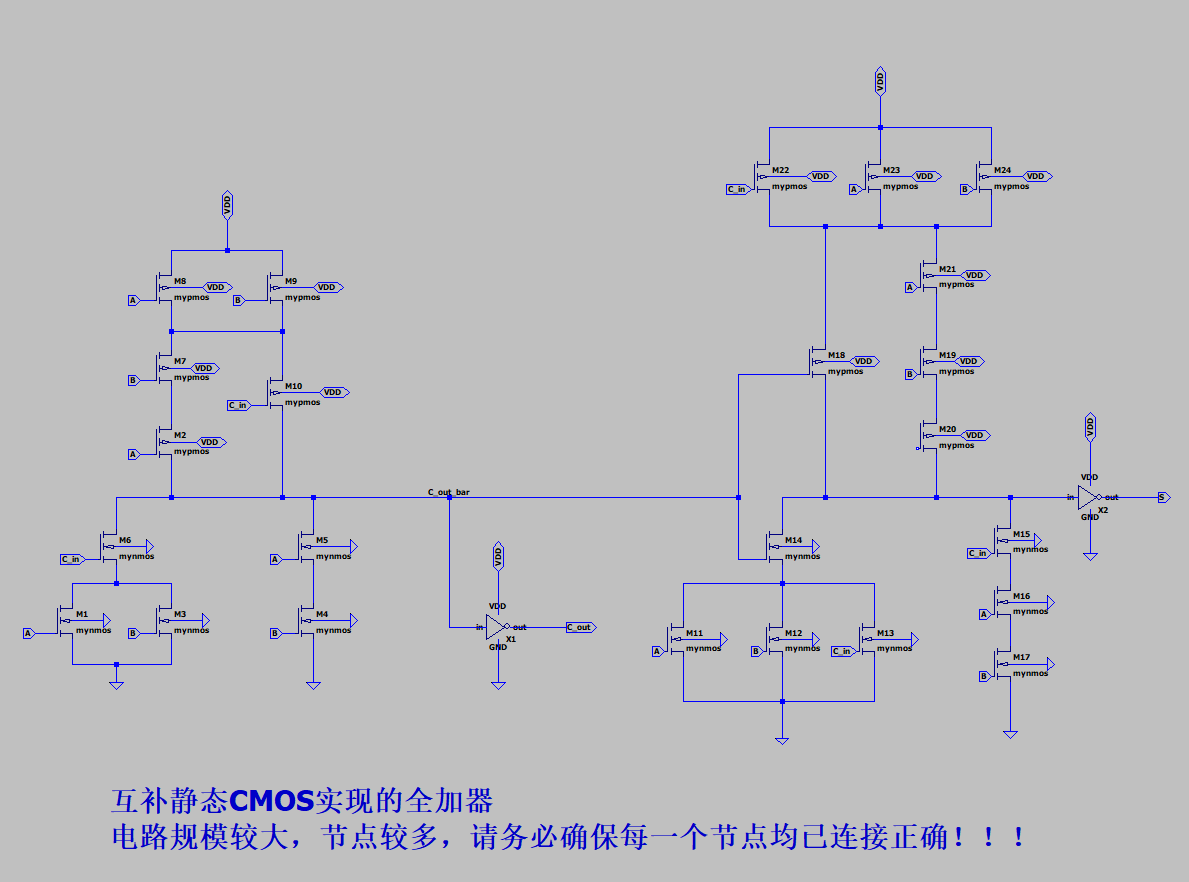 VDD
VDD
M22
VDD
M23
VDD
M24
VDD
C_in
mypmos
A
mypmos
B
mypmos
M21
VDD
A
mypmos
M8
VDD
M9
VDD
A
mypmos
B
mypmos
M7
VDD
B
mypmos
M10
VDD
C_in
mypmos
M18
VDD
mypmos
M19
VDD
B
mypmos
M2
VDD
A
mypmos
M20
VDD
mypmos
VDD
C_out_bar
VDD
in
out
S
X2
GND
M6
C_in
mynmos
M5
A
mynmos
VDD
M14
mynmos
M15
C_in
mynmos
M1
A
mynmos
M3
B
mynmos
M4
B
mynmos
VDD
in
out
C_out
X1
GND
M11
A
mynmos
M12
B
mynmos
M13
C_in
mynmos
M16
A
mynmos
M17
B
mynmos
互补静态CMOS实现的全加器
电路规模较大，节点较多，请务必确保每一个节点均已连接正确！！！